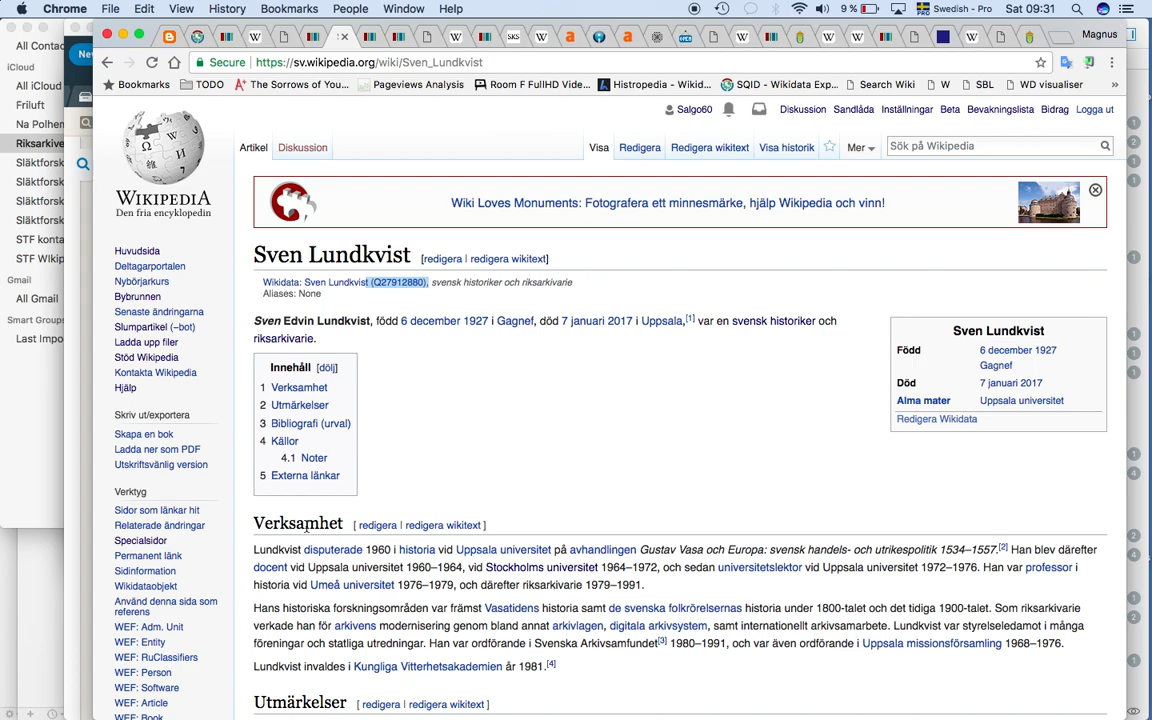 Chrome File Edit View History Bookmarks People Window Help 9 % Swedish - Pro Sat 09:31
SKS a a OPEN Magnus
Secure https://sv.wikipedia.org/wiki/Sven_Lundkvist
Bookmarks TODO The Sorrows of You... Pageviews Analysis Room F FullHD Vide... Histropedia - Wikid... SQID - Wikidata Exp... Search Wiki W SBL WD visualiser »
All Contac
iCloud
All iCloud
Friluft
Na Polhem
Riksarkive
Släktforsk
Släktforsk
Släktforsk
Släktforsk
STF konta
STF Wikip
Gmail
All Gmail
Smart Groups
Last Impo
Salgo60 Diskussion Sandlåda Inställningar Beta Bevakningslista Bidrag Logga ut
Artikel Diskussion Visa Redigera Redigera wikitext Visa historik Mer Sök på Wikipedia
WIKIPEDIA
Den fria encyklopedin
Huvudsida
Deltagarportalen
Nybörjarkurs
Bybrunnen
Senaste ändringarna
Slumpartikel (–bot)
Ladda upp filer
Stöd Wikipedia
Kontakta Wikipedia
Hjälp
Skriv ut/exportera
Skapa en bok
Ladda ner som PDF
Utskriftsvänlig version
Verktyg
Sidor som länkar hit
Relaterade ändringar
Specialsidor
Permanent länk
Sidinformation
Wikidataobjekt
Använd denna sida som
referens
WEF: Adm. Unit
WEF: Entity
WEF: RuClassifiers
WEF: Person
WEF: Software
WEF: Article
WEF: Book
Wiki Loves Monuments: Fotografera ett minnesmärke, hjälp Wikipedia och vinn!
Sven Lundkvist [redigera | redigera wikitext]
Wikidata: Sven Lundkvist (Q27912880), svensk historiker och riksarkivarie
Aliases: None
Sven Edvin Lundkvist, född 6 december 1927 i Gagnef, död 7 januari 2017 i Uppsala,[1] var en svensk historiker och
riksarkivarie.
Sven Lundkvist
Född 6 december 1927
Gagnef
Död 7 januari 2017
Alma mater Uppsala universitet
Redigera Wikidata
Innehåll [dölj]
1 Verksamhet
2 Utmärkelser
3 Bibliografi (urval)
4 Källor
4.1 Noter
5 Externa länkar
Verksamhet [ redigera | redigera wikitext ]
Lundkvist disputerade 1960 i historia vid Uppsala universitet på avhandlingen Gustav Vasa och Europa: svensk handels- och utrikespolitik 1534–1557.[2] Han blev därefter
docent vid Uppsala universitet 1960–1964, vid Stockholms universitet 1964–1972, och sedan universitetslektor vid Uppsala universitet 1972–1976. Han var professor i
historia vid Umeå universitet 1976–1979, och därefter riksarkivarie 1979–1991.
Hans historiska forskningsområden var främst Vasatidens historia samt de svenska folkrörelsernas historia under 1800-talet och det tidiga 1900-talet. Som riksarkivarie
verkade han för arkivens modernisering genom bland annat arkivlagen, digitala arkivsystem, samt internationellt arkivsamarbete. Lundkvist var styrelseledamot i många
föreningar och statliga utredningar. Han var ordförande i Svenska Arkivsamfundet[3] 1980–1991, och var även ordförande i Uppsala missionsförsamling 1968–1976.
Lundkvist invaldes i Kungliga Vitterhetsakademien år 1981.[4]
Utmärkelser [ redigera | redigera wikitext ]